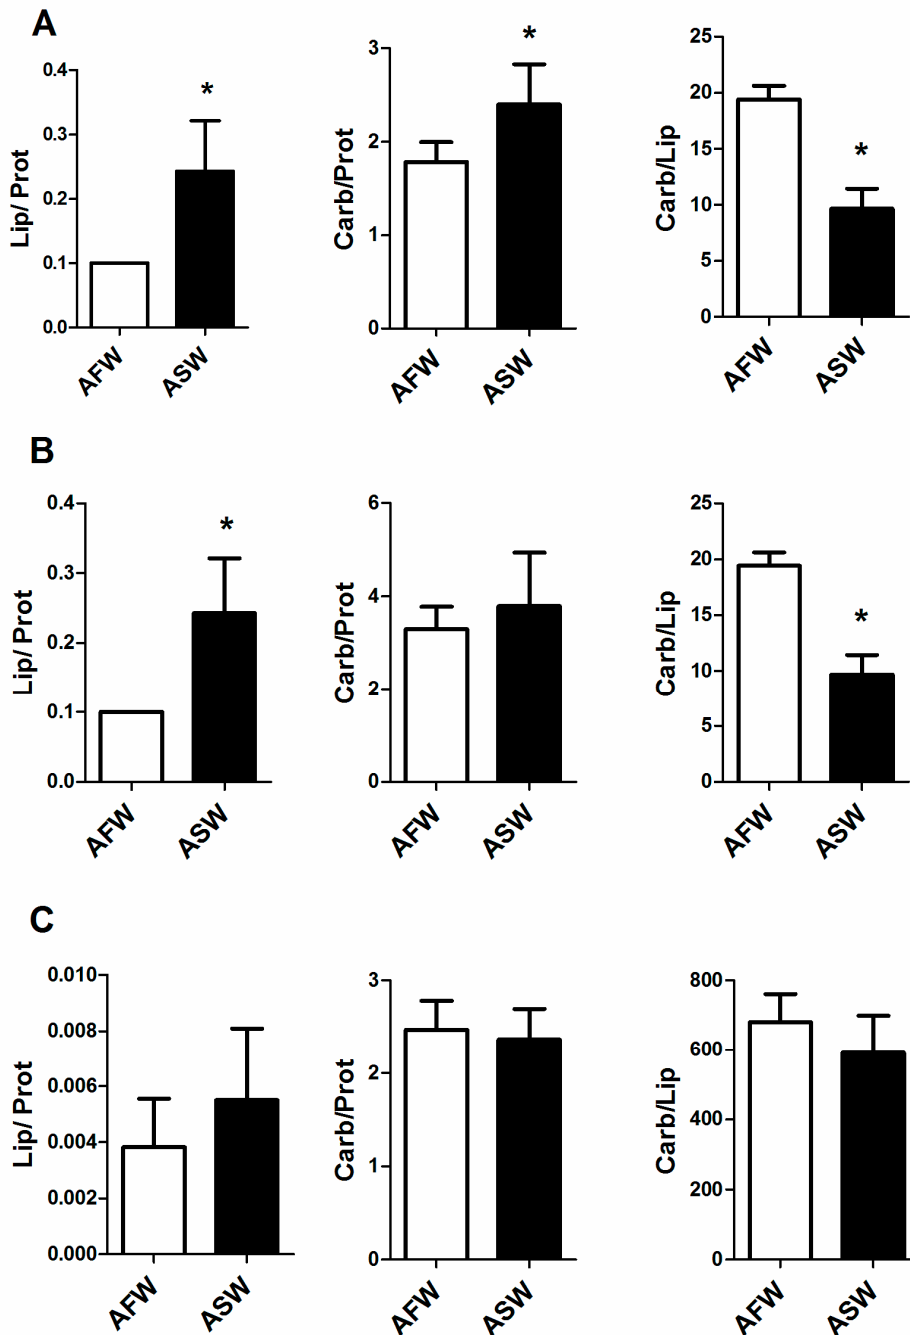 A
Lip/ Prot
0.4
0.3
0.2
0.1
0.0
*
AFW
ASW
Carb/Prot
3
2
1
0
*
AFW
ASW
Carb/Lip
25
20
15
10
5
0
*
AFW
ASW
B
Lip/ Prot
0.4
0.3
0.2
0.1
0.0
*
AFW
ASW
Carb/Prot
6
4
2
0
AFW
ASW
Carb/Lip
25
20
15
10
5
0
*
AFW
ASW
C
Lip/ Prot
0.010
0.008
0.006
0.004
0.002
0.000
AFW
ASW
Carb/Prot
3
2
1
0
AFW
ASW
Carb/Lip
800
600
400
200
0
AFW
ASW